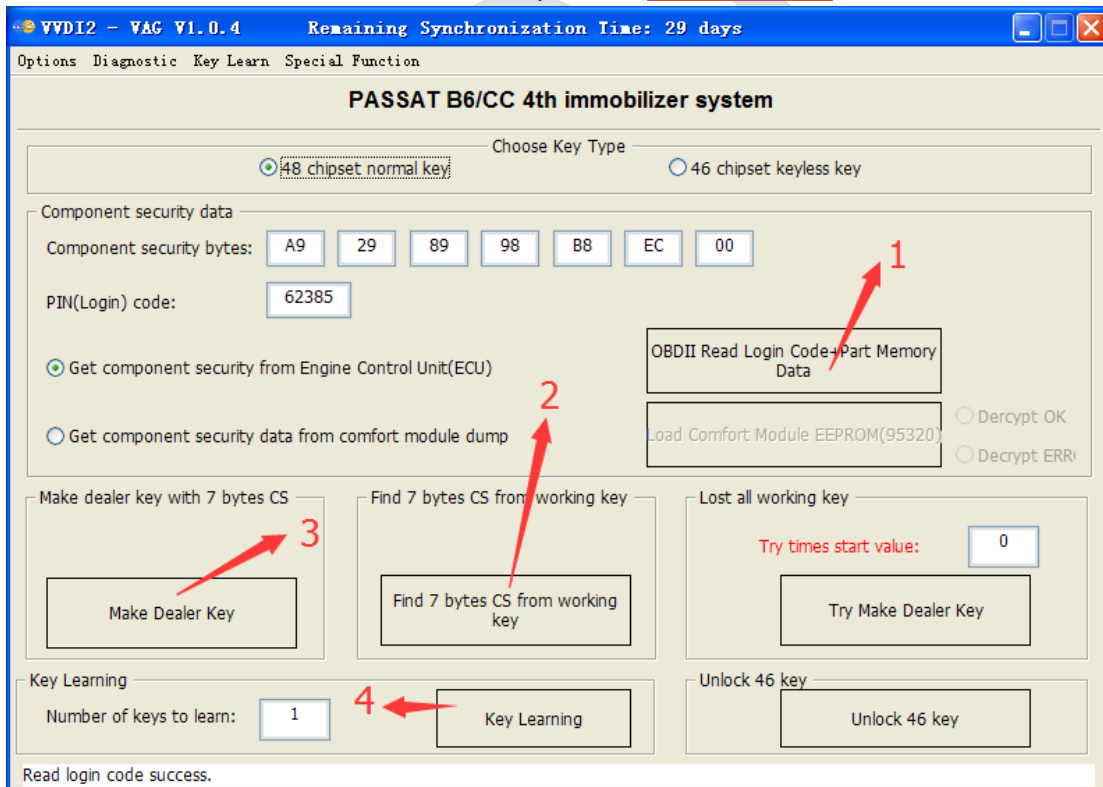 VVDI2 - VAG V1.0.4 Remaining Synchronization Time: 29 days
Options Diagnostic Key Learn Special Function
PASSAT B6/CC 4th immobilizer system
Choose Key Type
48 chipset normal key 46 chipset keyless key
Component security data
Component security bytes: A9 29 89 98 B8 EC 00
1
PIN(Login) code: 62385
Get component security from Engine Control Unit(ECU)
OBDII Read Login Code+Part Memory
Data
2
Get component security data from comfort module dump
Load Comfort Module EEPROM(95320)
Dercypt OK
Decrypt ERR
Make dealer key with 7 bytes CS
3
Make Dealer Key
Find 7 bytes CS from working key
Find 7 bytes CS from working
key
Lost all working key
Try times start value: 0
Try Make Dealer Key
Key Learning
Number of keys to learn: 1
4
Key Learning
Unlock 46 key
Unlock 46 key
Read login code success.